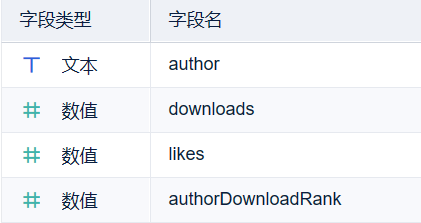 字段类型 字段名
文本 author
数值 downloads
数值 likes
数值 authorDownloadRank